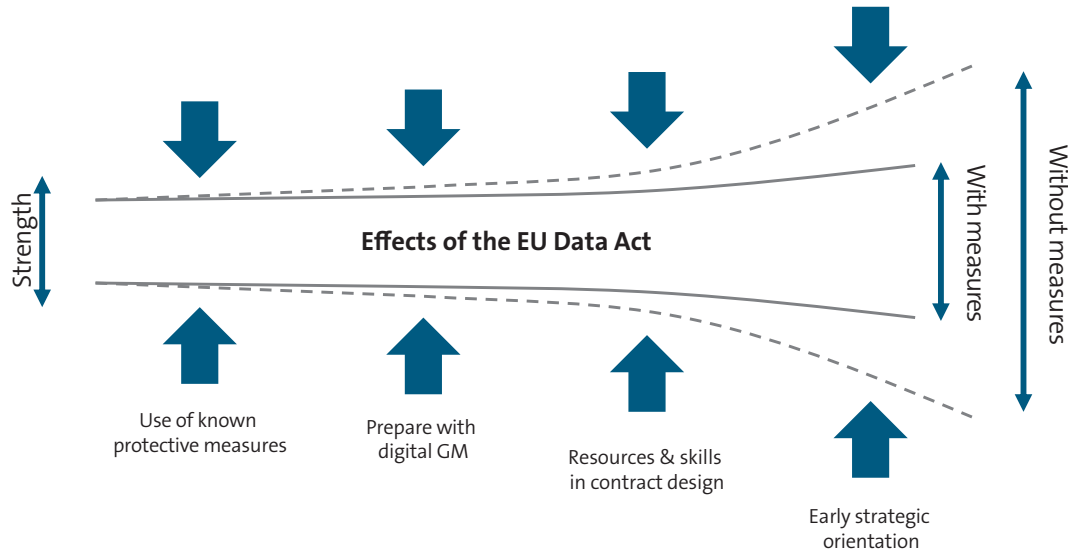 Strength
Effects of the EU Data Act
With measures
Without measures
Use of known
protective measures
Prepare with
digital GM
Resources & skills
in contract design
Early strategic
orientation